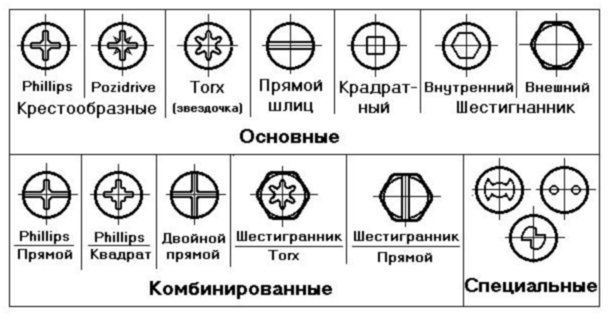 Phillips
Pozidrive
Крестообразные
Torx
(звездочка)
Прямой
шлиц
Крадрат-
ный
Внутренний
Внешний
Шестигнанник
Основные
Phillips
Прямой
Phillips
Квадрат
Двойной
прямой
Шестигранник
Torx
Шестигранник
Прямой
Комбинированные
Специальные